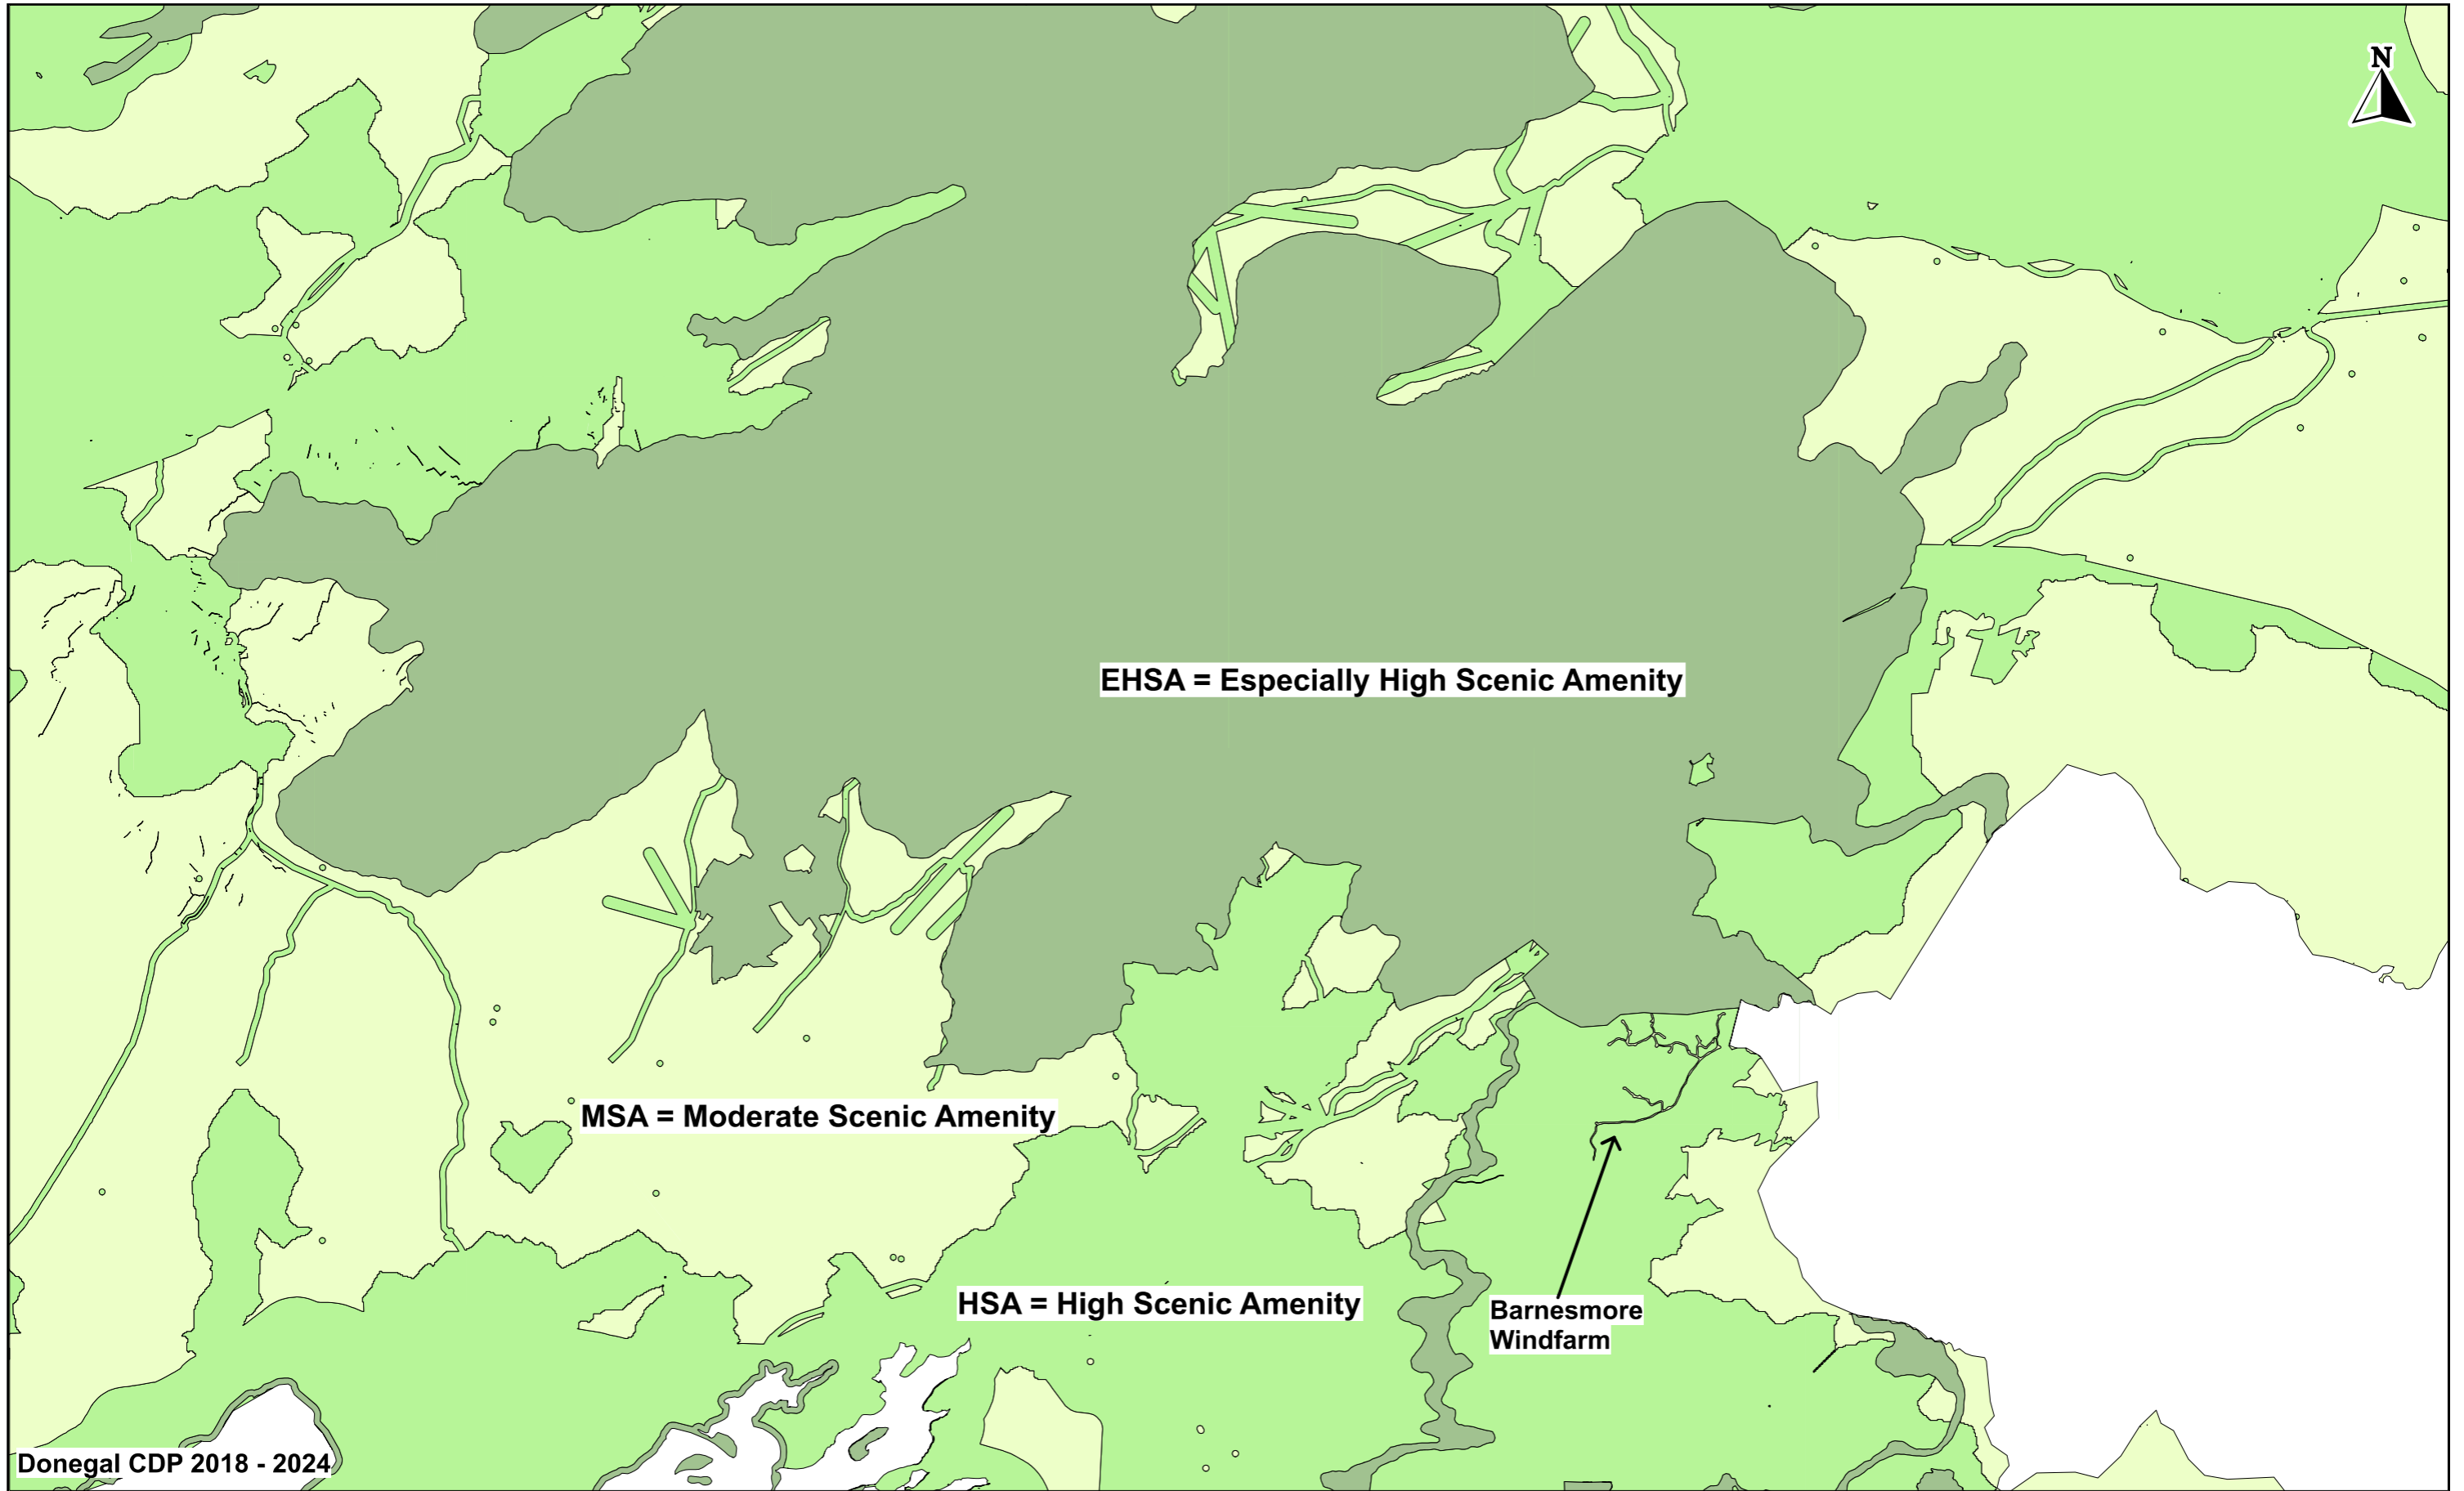 N
EHSA = Especially High Scenic Amenity
MSA = Moderate Scenic Amenity
HSA = High Scenic Amenity
Barnesmore
Windfarm
Donegal CDP 2018 - 2024